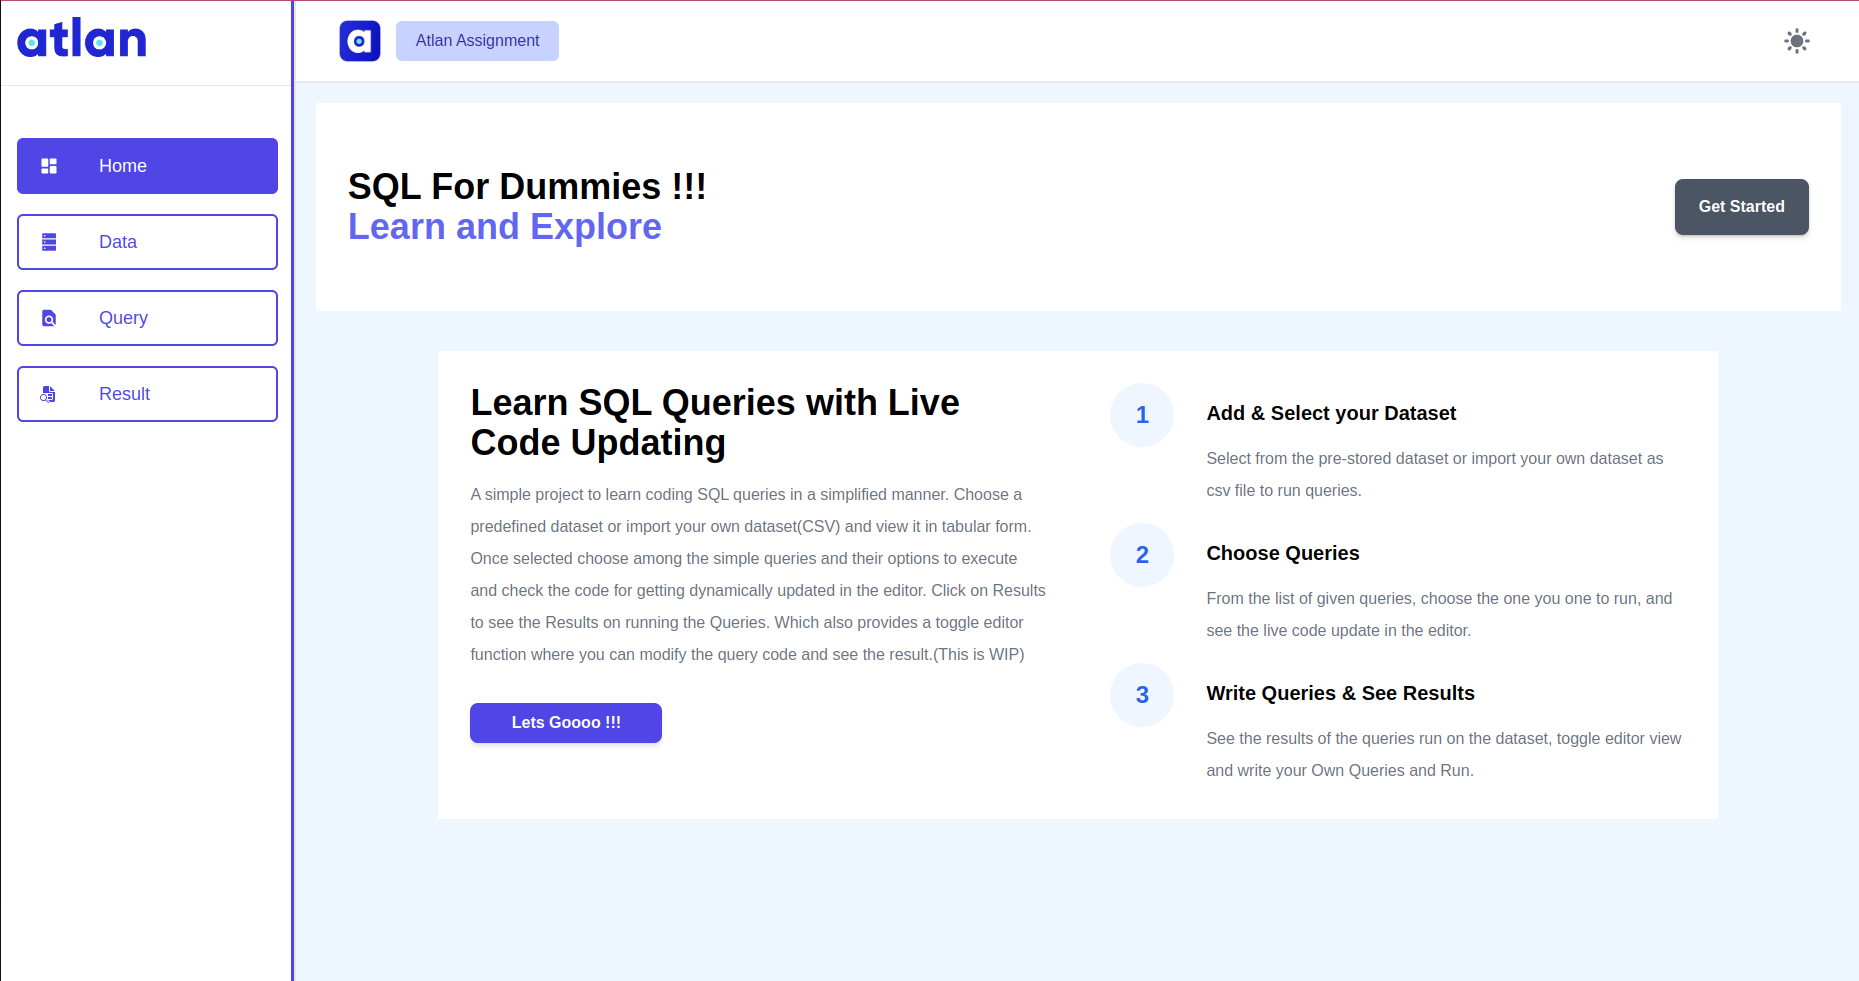 atlan
Home
Data
Query
Result
a
Atlan Assignment
SQL For Dummies !!!
Learn and Explore
Get Started
Learn SQL Queries with Live
Code Updating
A simple project to learn coding SQL queries in a simplified manner. Choose a
predefined dataset or import your own dataset(CSV) and view it in tabular form.
Once selected choose among the simple queries and their options to execute
and check the code for getting dynamically updated in the editor. Click on Results
to see the Results on running the Queries. Which also provides a toggle editor
function where you can modify the query code and see the result.(This is WIP)
Lets Goooo !!!
1
Add & Select your Dataset
Select from the pre-stored dataset or import your own dataset as
csv file to run queries.
2
Choose Queries
From the list of given queries, choose the one you one to run, and
see the live code update in the editor.
3
Write Queries & See Results
See the results of the queries run on the dataset, toggle editor view
and write your Own Queries and Run.